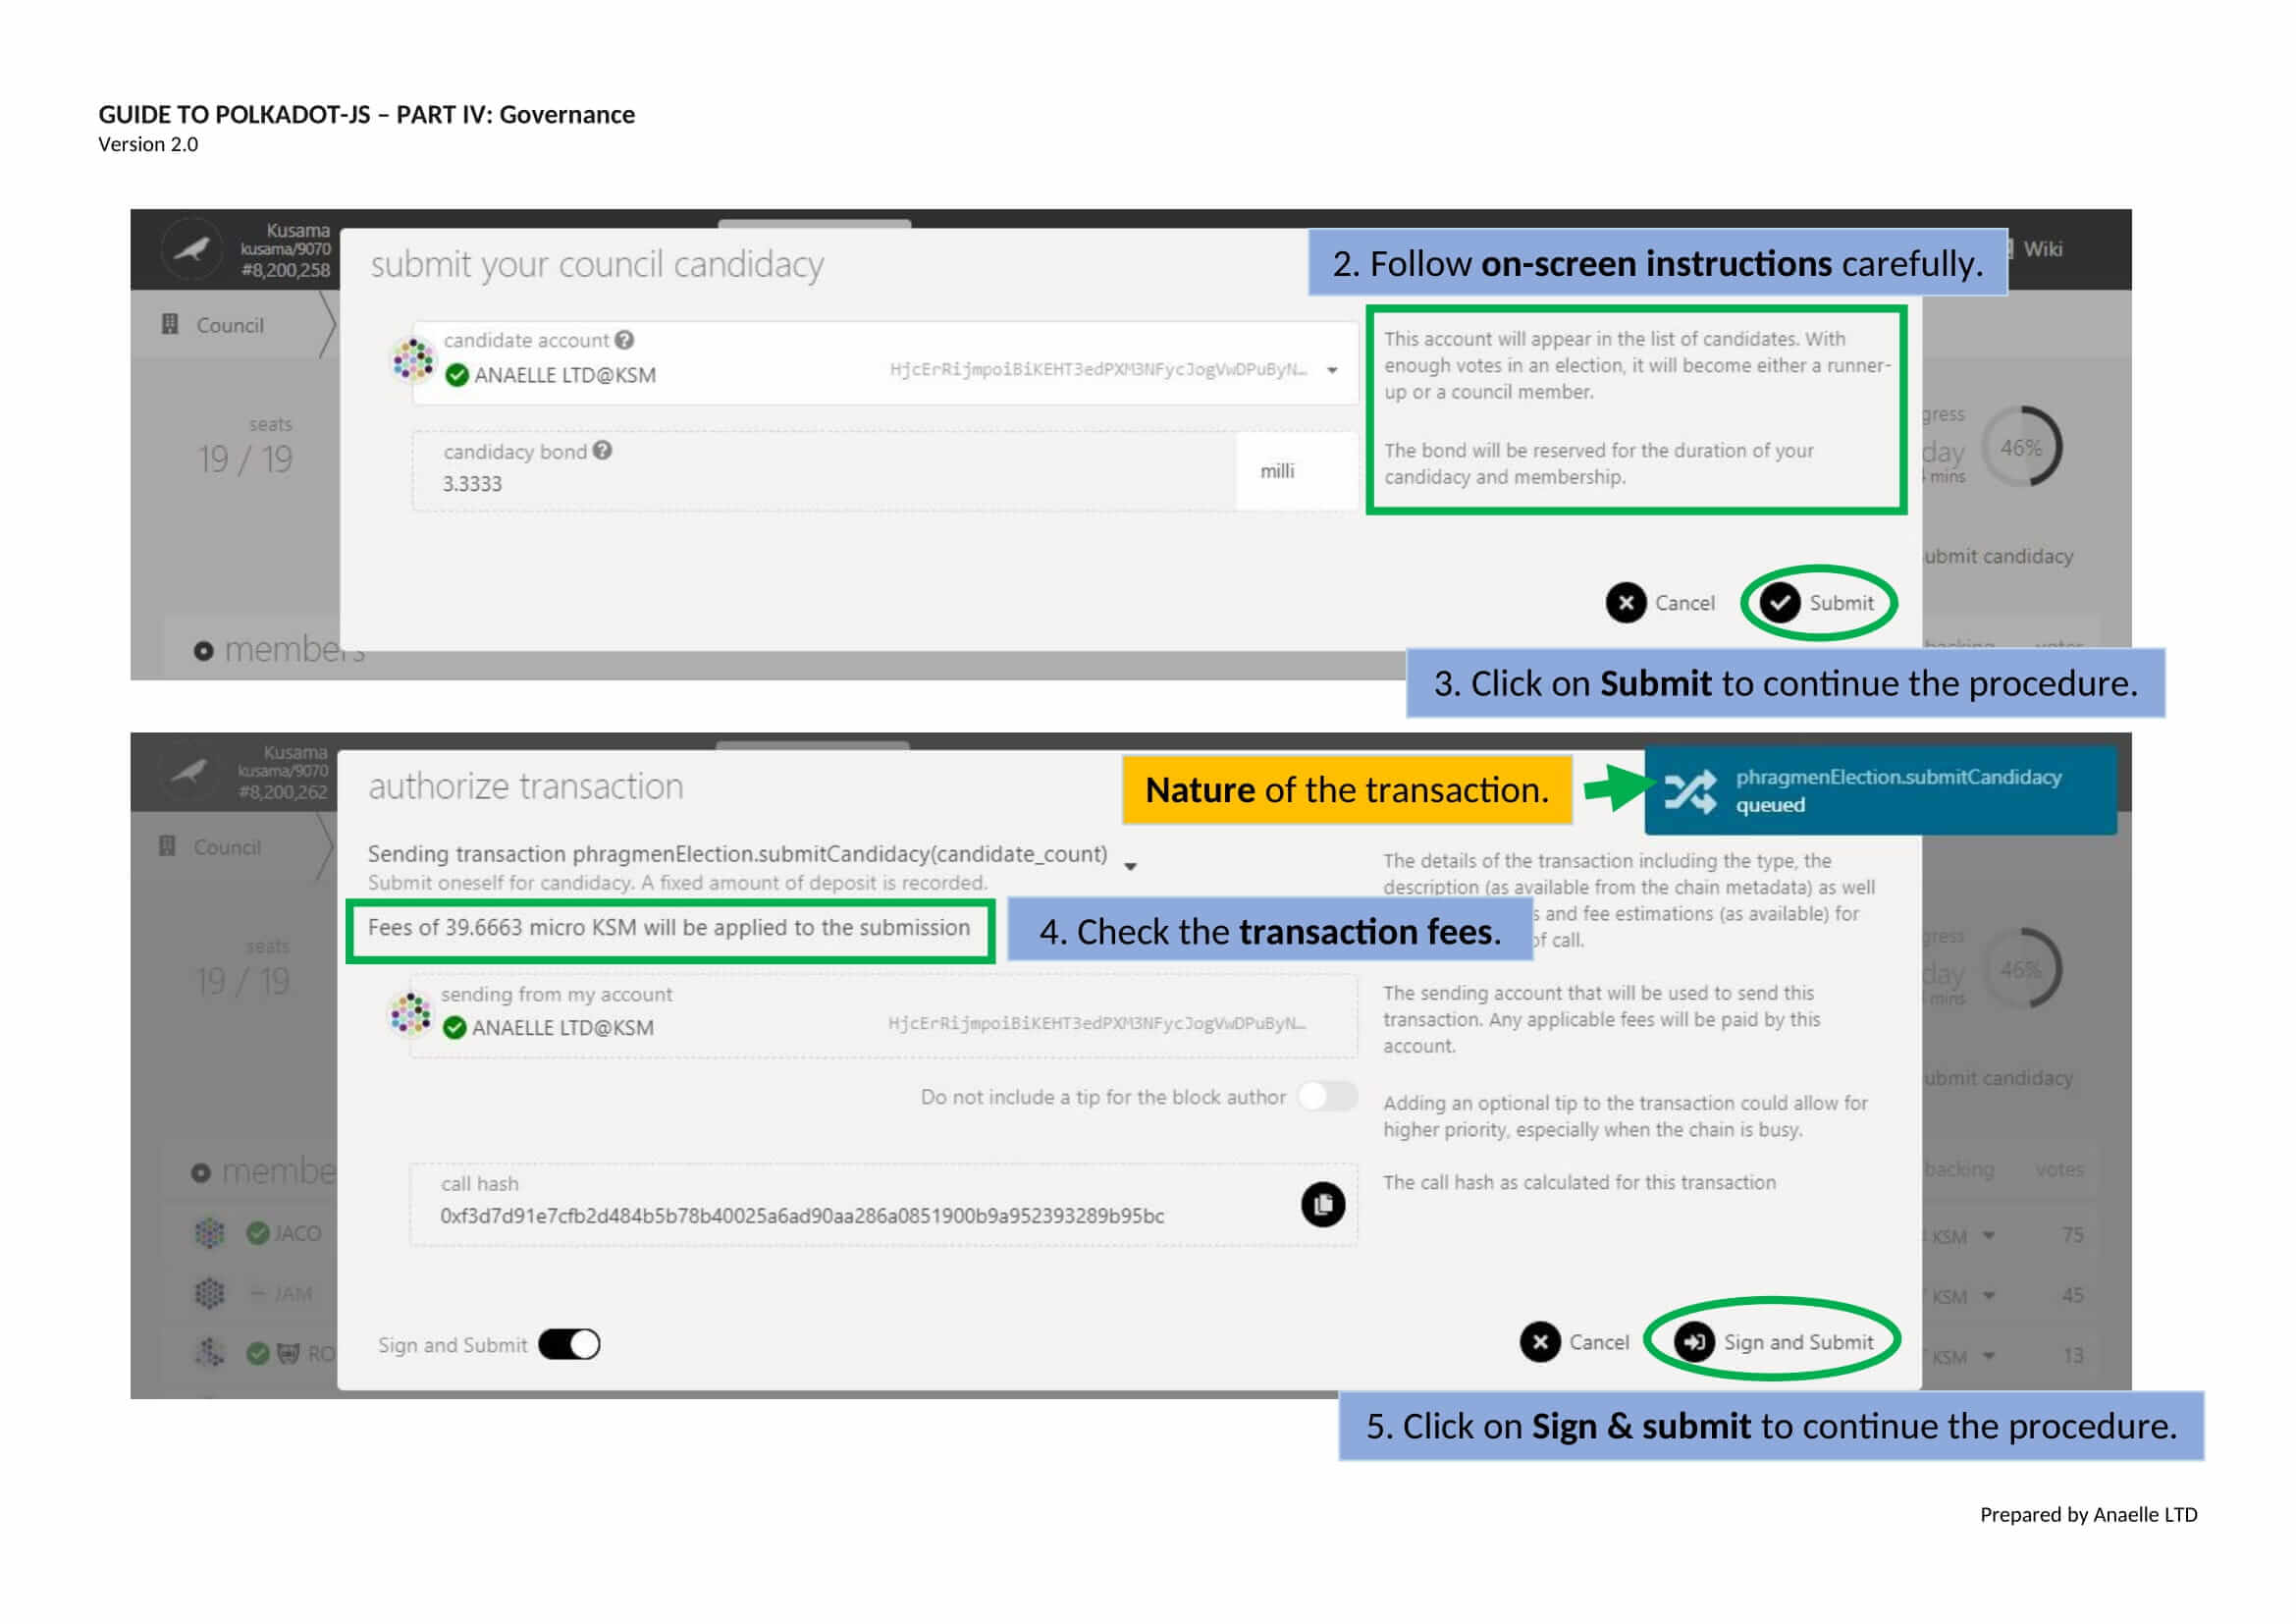 GUIDE TO POLKADOT-JS – PART IV: Governance
Version 2.0
Kusama
kusama/9070
#8,200,258
submit your council candidacy
2. Follow on-screen instructions carefully.
Wiki
Council
candidate account
ANAELLE LTD@KSM
HjcErRijmpoiBiKEHT3edPXM3NFycJogVwDPuByN…
This account will appear in the list of candidates. With
enough votes in an election, it will become either a runner-
up or a council member.
seats
19 / 19
candidacy bond
3.3333
milli
The bond will be reserved for the duration of your
candidacy and membership.
gress
day
mins
46%
ubmit candidacy
Cancel
Submit
members
backing
votes
3. Click on Submit to continue the procedure.
Kusama
kusama/9070
#8,200,262
authorize transaction
Nature of the transaction.
phragmenElection.submitCandidacy
queued
Council
Sending transaction phragmenElection.submitCandidacy(candidate_count)
Submit oneself for candidacy. A fixed amount of deposit is recorded.
Fees of 39.6663 micro KSM will be applied to the submission
4. Check the transaction fees.
The details of the transaction including the type, the
description (as available from the chain metadata) as well
s and fee estimations (as available) for
of call.
seats
19 / 19
gress
day
mins
46%
sending from my account
ANAELLE LTD@KSM
HjcErRijmpoiBiKEHT3edPXM3NFycJogVwDPuByN…
The sending account that will be used to send this
transaction. Any applicable fees will be paid by this
account.
ubmit candidacy
Do not include a tip for the block author
Adding an optional tip to the transaction could allow for
higher priority, especially when the chain is busy.
membe
backing
votes
call hash
0xf3d7d91e7cfb2d484b5b78b40025a6ad90aa286a0851900b9a952393289b95bc
The call hash as calculated for this transaction
JACO
KSM
75
JAM
KSM
45
RO
KSM
13
Sign and Submit
Cancel
Sign and Submit
5. Click on Sign & submit to continue the procedure.
Prepared by Anaelle LTD